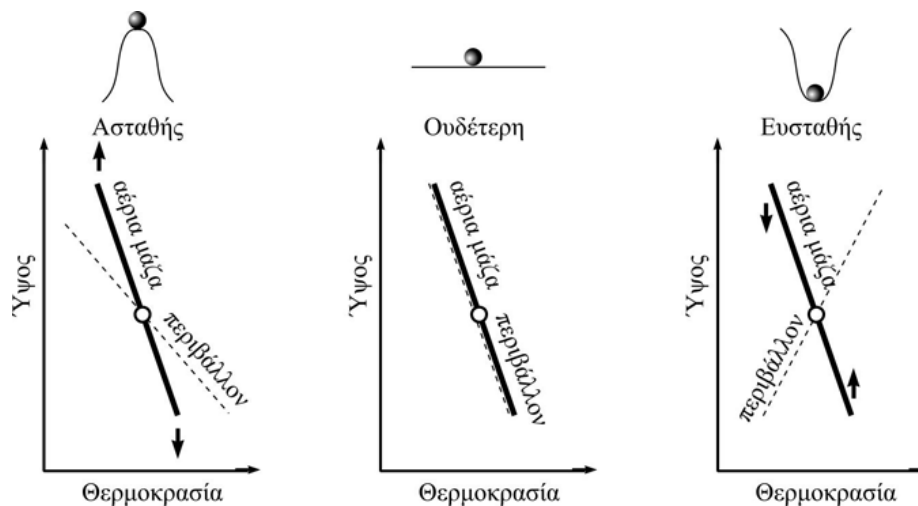 Ασταθής
Ουδέτερη
Ευσταθής
Ύψος
αέρια μάζα
περιβάλλον
Θερμοκρασία
Ύψος
αέρια μάζα
περιβάλλον
Θερμοκρασία
Ύψος
αέρια μάζα
περιβάλλον
Θερμοκρασία